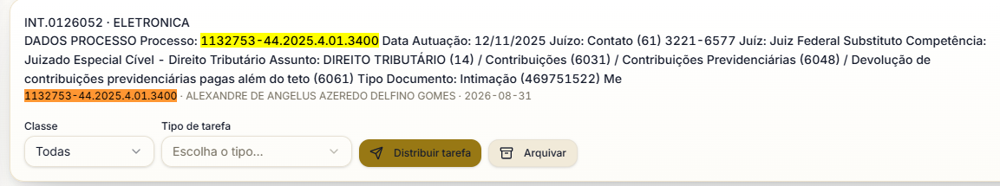 INT.0126052 · ELETRONICA
DADOS PROCESSO Processo: 1132753-44.2025.4.01.3400 Data Autuação: 12/11/2025 Juízo: Contato (61) 3221-6577 Juíz: Juiz Federal Substituto Competência:
Juizado Especial Cível - Direito Tributário Assunto: DIREITO TRIBUTÁRIO (14) / Contribuições (6031) / Contribuições Previdenciárias (6048) / Devolução de
contribuições previdenciárias pagas além do teto (6061) Tipo Documento: Intimação (469751522) Me
1132753-44.2025.4.01.3400 · ALEXANDRE DE ANGELUS AZEREDO DELFINO GOMES · 2026-08-31
Classe Tipo de tarefa
Todas Escolha o tipo... Distribuir tarefa Arquivar